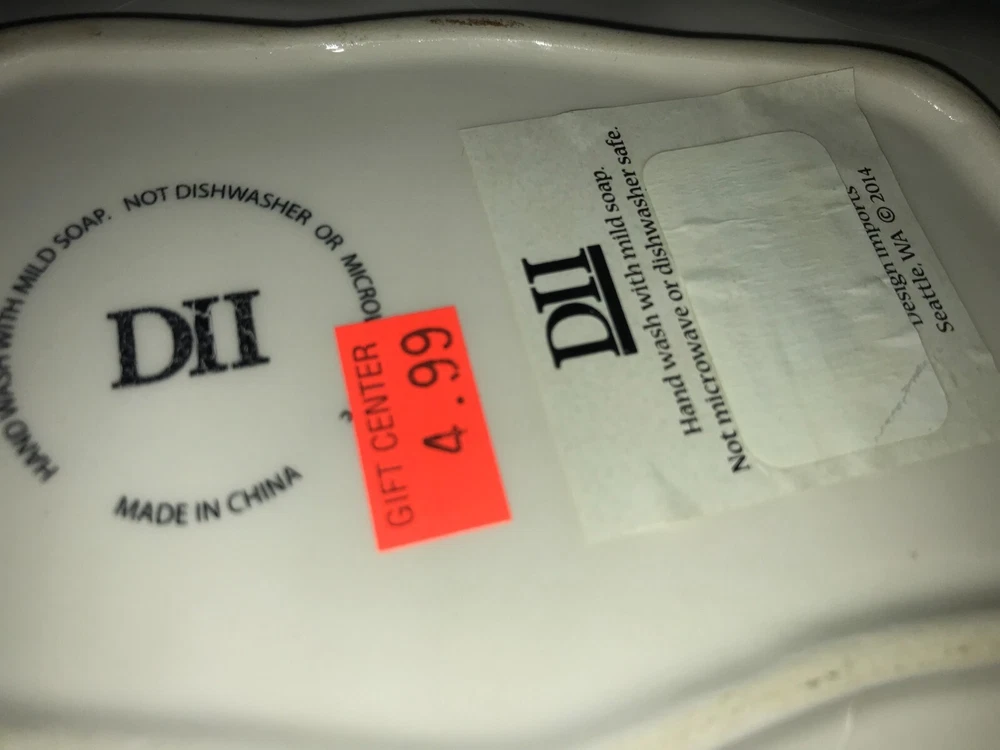 HAND WASH WITH MILD SOAP. NOT DISHWASHER OR
DII
MADE IN CHINA
GIFT CENTER
4.99
DII
Hand wash with mild soap.
Not microwave or dishwasher safe.
Design Imports
Seattle, WA © 2014